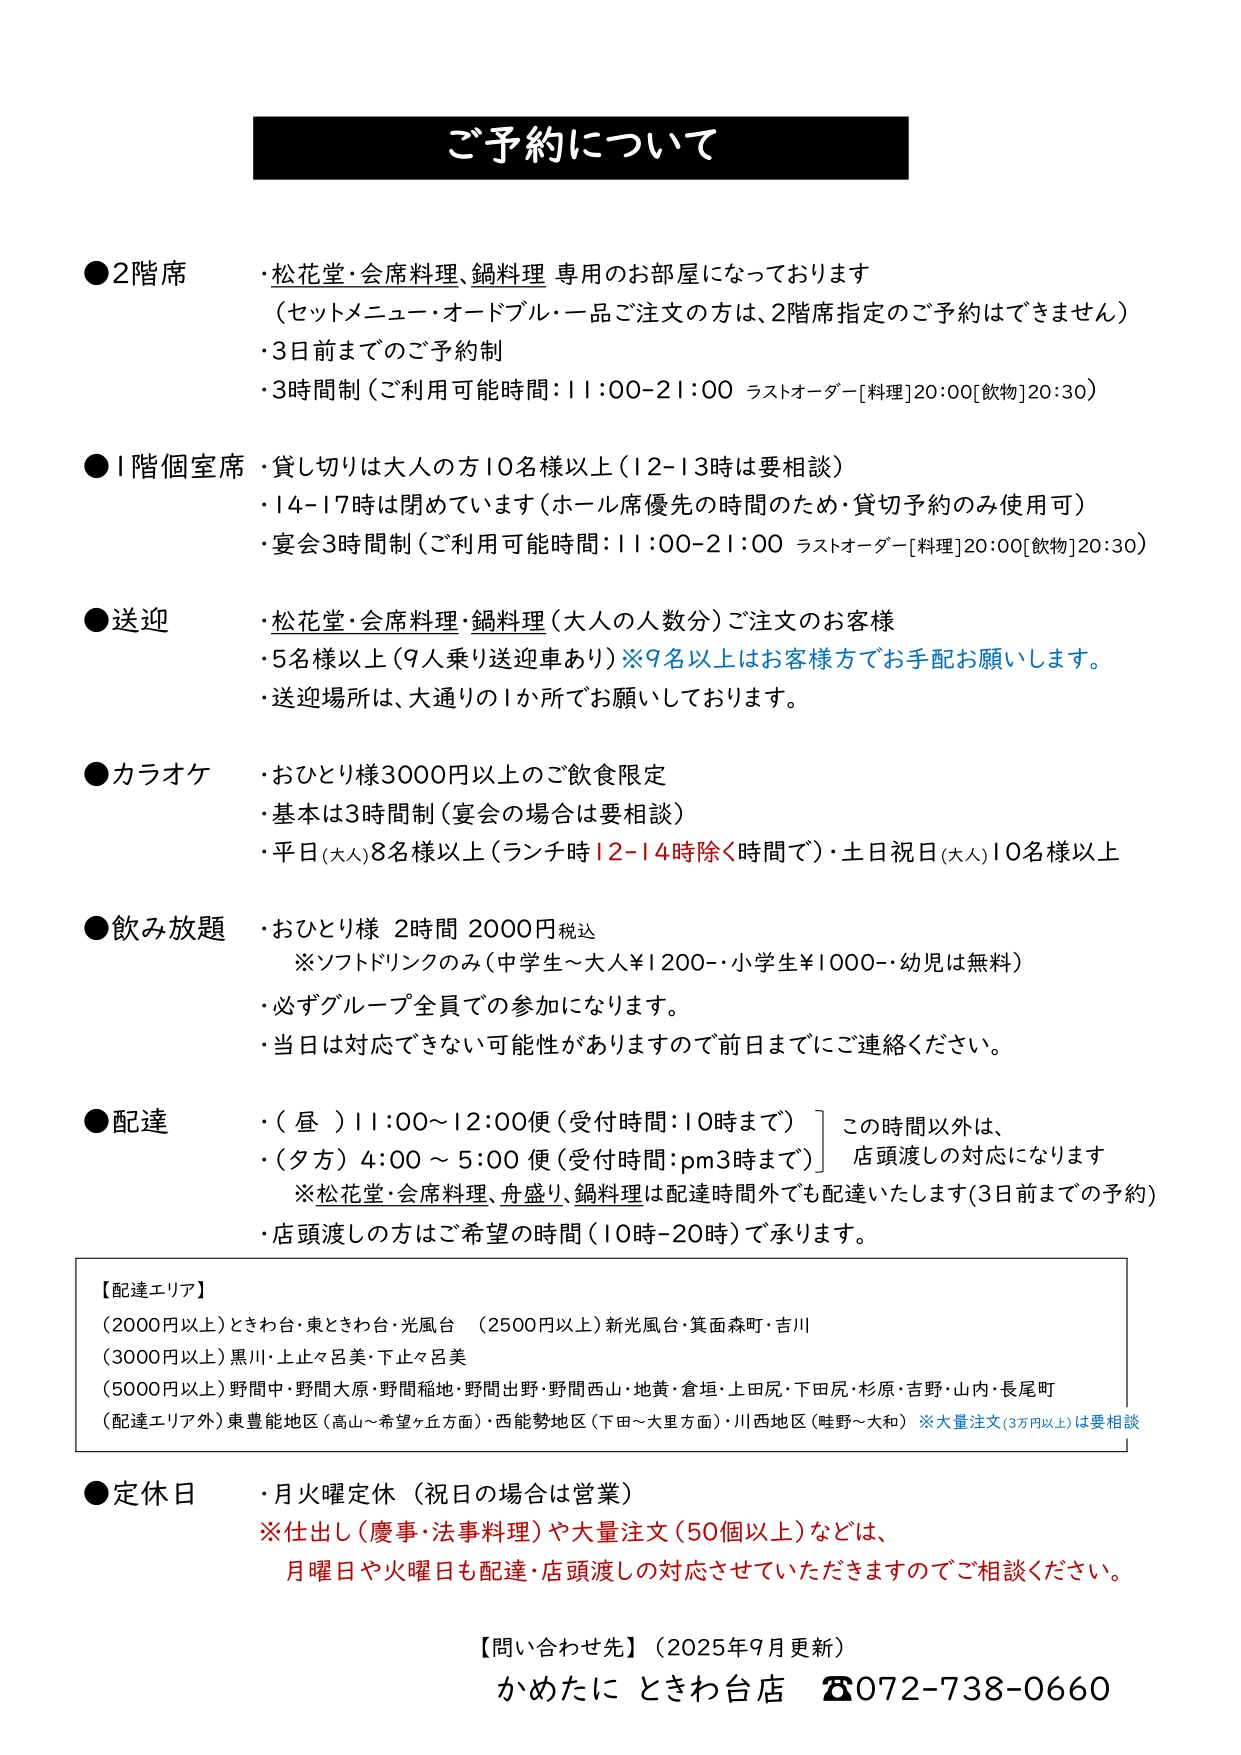 ご予約について
●2階席 ・松花堂・会席料理、鍋料理 専用のお部屋になっております
（セットメニュー・オードブル・一品ご注文の方は、2階席指定のご予約はできません）
・3日前までのご予約制
・3時間制（ご利用可能時間：11：00-21：00 ラストオーダー[料理]20：00[飲物]20：30）
●1階個室席 ・貸し切りは大人の方10名様以上（12-13時は要相談）
・14-17時は閉めています（ホール席優先の時間のため・貸切予約のみ使用可）
・宴会3時間制（ご利用可能時間：11：00-21：00 ラストオーダー[料理]20：00[飲物]20：30）
●送迎 ・松花堂・会席料理・鍋料理（大人の人数分）ご注文のお客様
・5名様以上（9人乗り送迎車あり）※9名以上はお客様方でお手配お願いします。
・送迎場所は、大通りの1か所でお願いしております。
●カラオケ ・おひとり様3000円以上のご飲食限定
・基本は3時間制（宴会の場合は要相談）
・平日(大人)8名様以上（ランチ時12-14時除く時間で）・土日祝日(大人)10名様以上
●飲み放題 ・おひとり様 2時間 2000円税込
※ソフトドリンクのみ（中学生～大人¥1200-・小学生¥1000-・幼児は無料）
・必ずグループ全員での参加になります。
・当日は対応できない可能性がありますので前日までにご連絡ください。
●配達 ・（ 昼 ）11：00～12：00便（受付時間：10時まで）
・（夕方）4：00 ～ 5：00 便（受付時間：pm3時まで）
この時間以外は、
店頭渡しの対応になります
※松花堂・会席料理、舟盛り、鍋料理は配達時間外でも配達いたします(3日前までの予約)
・店頭渡しの方はご希望の時間（10時-20時）で承ります。
【配達エリア】
（2000円以上）ときわ台・東ときわ台・光風台 （2500円以上）新光風台・箕面森町・吉川
（3000円以上）黒川・上止々呂美・下止々呂美
（5000円以上）野間中・野間大原・野間稲地・野間出野・野間西山・地黄・倉垣・上田尻・下田尻・杉原・吉野・山内・長尾町
（配達エリア外）東豊能地区（高山～希望ヶ丘方面）・西能勢地区（下田～大里方面）・川西地区（畦野～大和） ※大量注文(3万円以上)は要相談
●定休日 ・月火曜定休 （祝日の場合は営業）
※仕出し（慶事・法事料理）や大量注文（50個以上）などは、
月曜日や火曜日も配達・店頭渡しの対応させていただきますのでご相談ください。
【問い合わせ先】（2025年9月更新）
かめたに ときわ台店 ☎072-738-0660